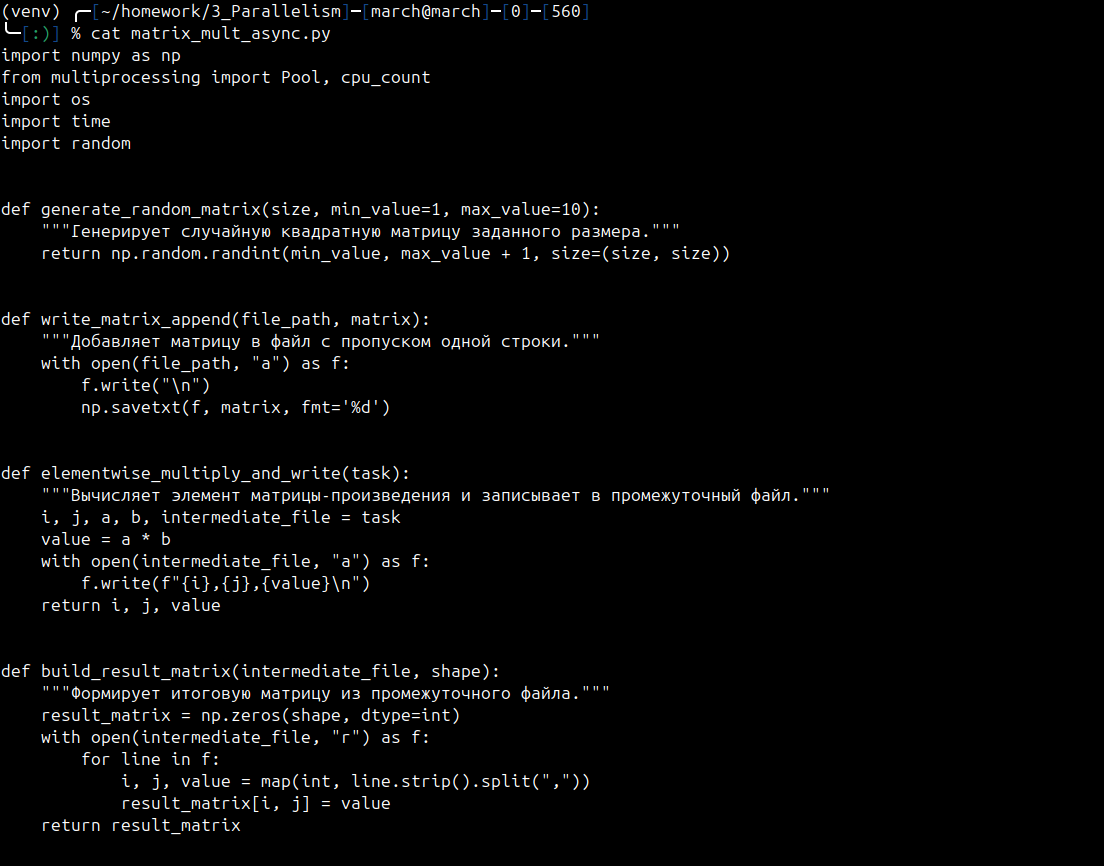 (venv) ╭─[~/homework/3_Parallelism]─[march@march]─[0]─[560]
╰─[:)] % cat matrix_mult_async.py
import numpy as np
from multiprocessing import Pool, cpu_count
import os
import time
import random


def generate_random_matrix(size, min_value=1, max_value=10):
    """Генерирует случайную квадратную матрицу заданного размера."""
    return np.random.randint(min_value, max_value + 1, size=(size, size))


def write_matrix_append(file_path, matrix):
    """Добавляет матрицу в файл с пропуском одной строки."""
    with open(file_path, "a") as f:
        f.write("\n")
        np.savetxt(f, matrix, fmt='%d')


def elementwise_multiply_and_write(task):
    """Вычисляет элемент матрицы-произведения и записывает в промежуточный файл."""
    i, j, a, b, intermediate_file = task
    value = a * b
    with open(intermediate_file, "a") as f:
        f.write(f"{i},{j},{value}\n")
    return i, j, value


def build_result_matrix(intermediate_file, shape):
    """Формирует итоговую матрицу из промежуточного файла."""
    result_matrix = np.zeros(shape, dtype=int)
    with open(intermediate_file, "r") as f:
        for line in f:
            i, j, value = map(int, line.strip().split(","))
            result_matrix[i, j] = value
    return result_matrix